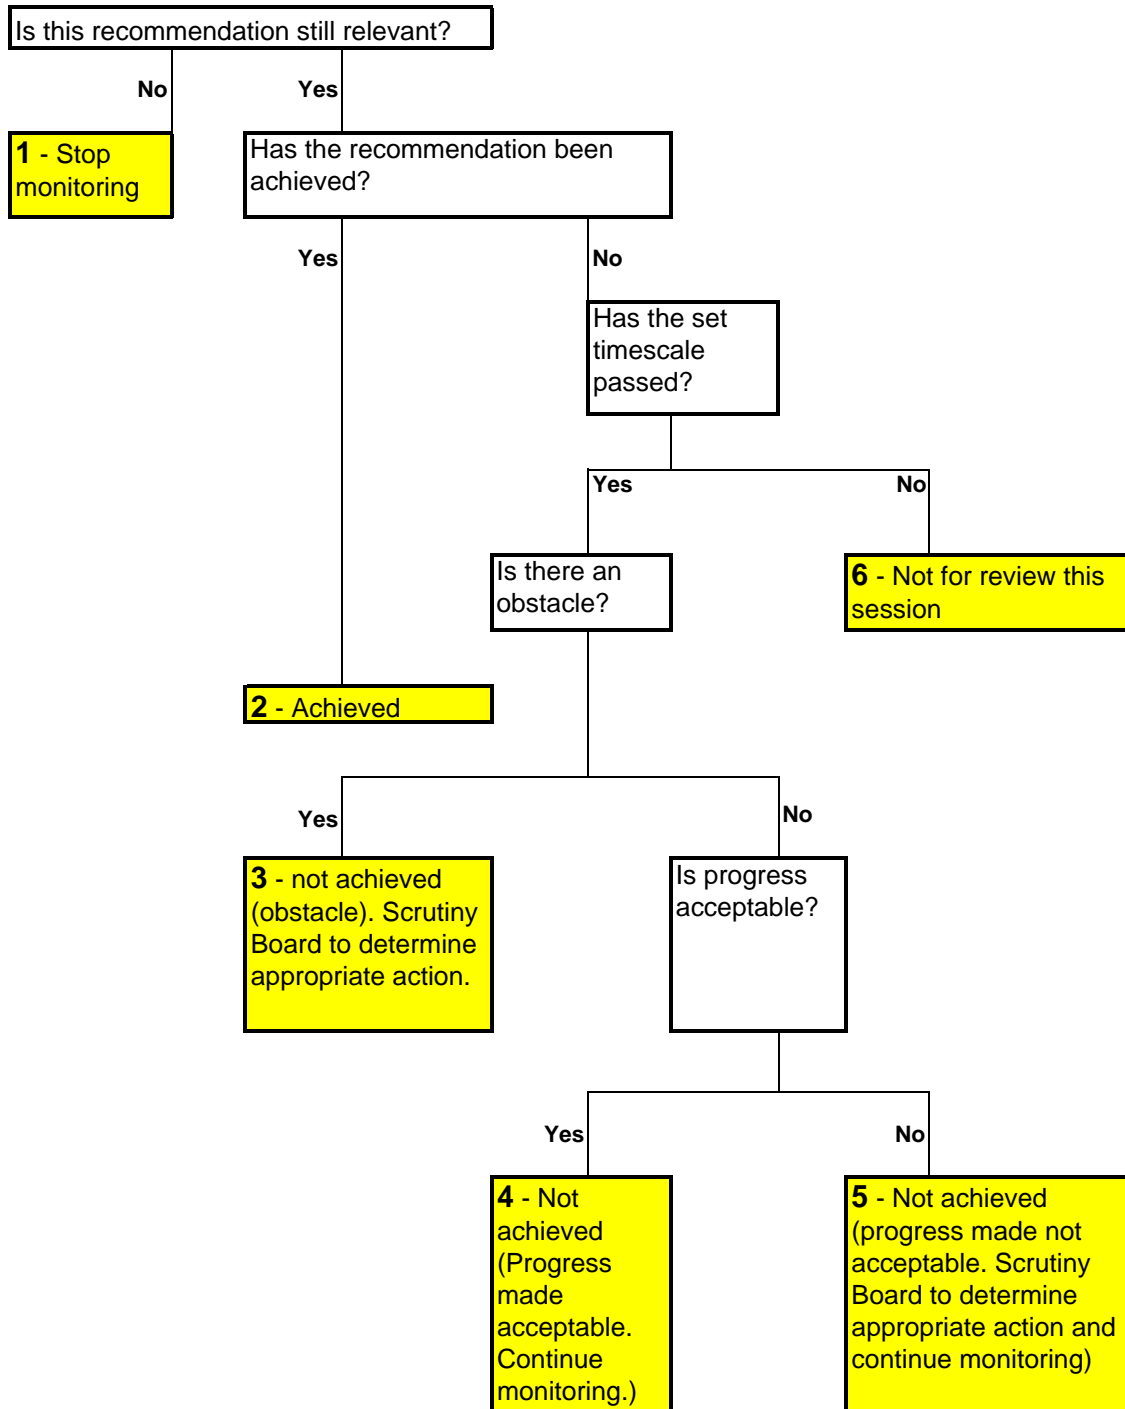 Is this recommendation still relevant?
No
Yes
1 - Stop
monitoring
Has the recommendation been
achieved?
Yes
No
Has the set
timescale
passed?
Yes
No
Is there an
obstacle?
6 - Not for review this
session
2 - Achieved
Yes
No
3 - not achieved
(obstacle). Scrutiny
Board to determine
appropriate action.
Is progress
acceptable?
Yes
No
4 - Not
achieved
(Progress
made
acceptable.
Continue
monitoring.)
5 - Not achieved
(progress made not
acceptable. Scrutiny
Board to determine
appropriate action and
continue monitoring)